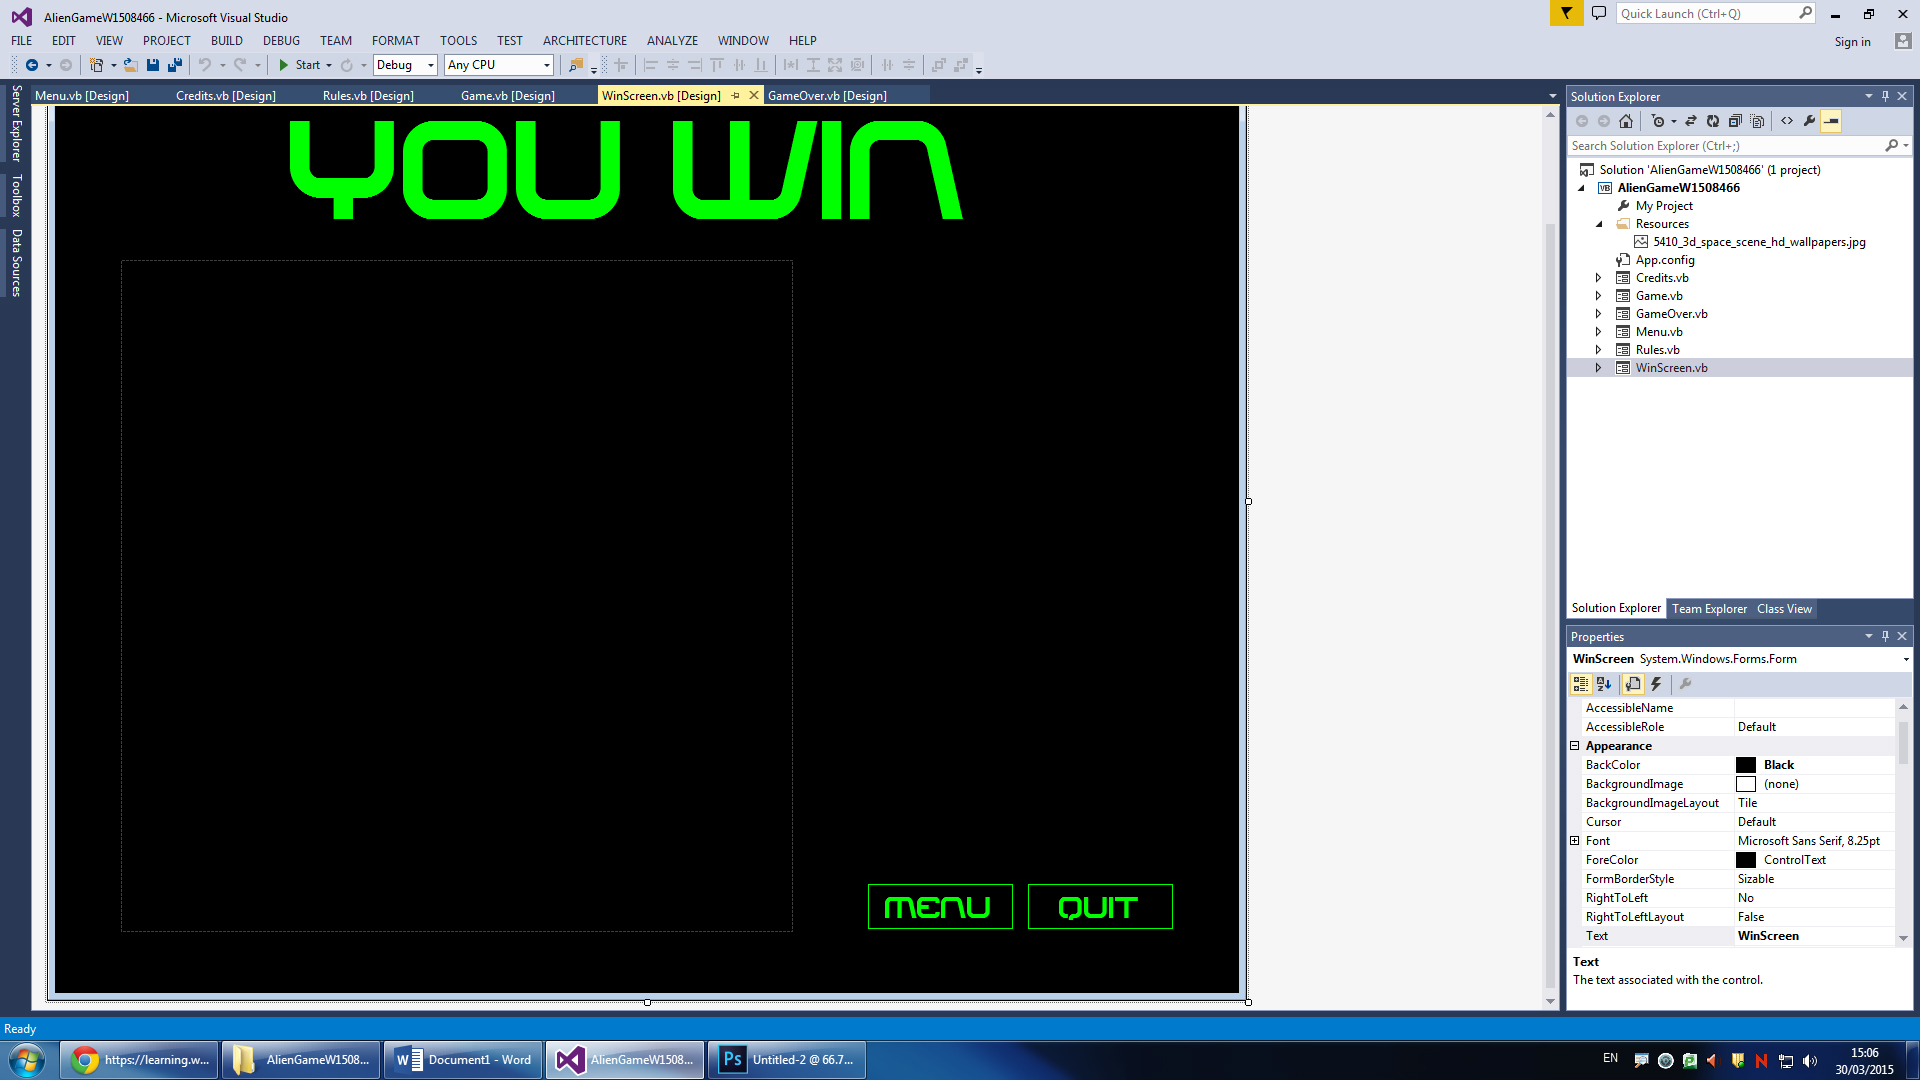 AlienGameW1508466 - Microsoft Visual Studio
Quick Launch (Ctrl+Q)
FILE EDIT VIEW PROJECT BUILD DEBUG TEAM FORMAT TOOLS TEST ARCHITECTURE ANALYZE WINDOW HELP
Sign in
Start Debug Any CPU
Server Explorer
Toolbox
Data Sources
Menu.vb [Design] Credits.vb [Design] Rules.vb [Design] Game.vb [Design] WinScreen.vb [Design] GameOver.vb [Design]
YOU WIN
MENU QUIT
Solution Explorer
Search Solution Explorer (Ctrl+;)
Solution 'AlienGameW1508466' (1 project)
VB AlienGameW1508466
My Project
Resources
5410_3d_space_scene_hd_wallpapers.jpg
App.config
Credits.vb
Game.vb
GameOver.vb
Menu.vb
Rules.vb
WinScreen.vb
Solution Explorer Team Explorer Class View
Properties
WinScreen System.Windows.Forms.Form
AccessibleName
AccessibleRole Default
Appearance
BackColor Black
BackgroundImage (none)
BackgroundImageLayout Tile
Cursor Default
Font Microsoft Sans Serif, 8.25pt
ForeColor ControlText
FormBorderStyle Sizable
RightToLeft No
RightToLeftLayout False
Text WinScreen
Text
The text associated with the control.
Ready
https://learning.w... AlienGameW1508... Document1 - Word AlienGameW1508... Ps Untitled-2 @ 66.7...
EN
15:06
30/03/2015